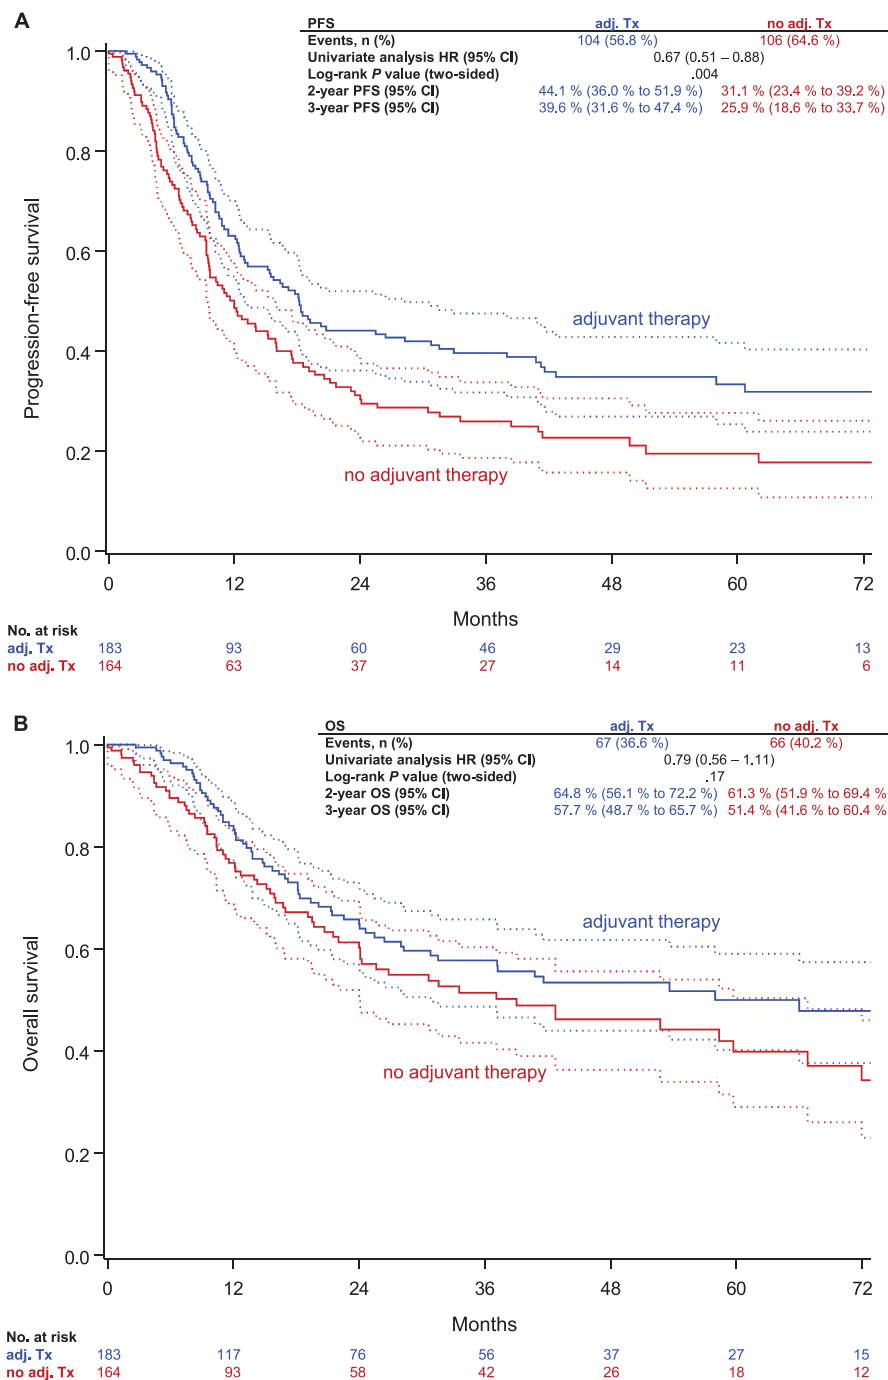 A
PFS adj. Tx no adj. Tx
Events, n (%) 104 (56.8 %) 106 (64.6 %)
Univariate analysis HR (95% CI) 0.67 (0.51 – 0.88)
Log-rank P value (two-sided) .004
2-year PFS (95% CI) 44.1 % (36.0 % to 51.9 %) 31.1 % (23.4 % to 39.2 %)
3-year PFS (95% CI) 39.6 % (31.6 % to 47.4 %) 25.9 % (18.6 % to 33.7 %)
1.0
0.8
0.6
0.4
0.2
0.0
Progression-free survival
adjuvant therapy
no adjuvant therapy
0 12 24 36 48 60 72
Months
No. at risk
adj. Tx 183 93 60 46 29 23 13
no adj. Tx 164 63 37 27 14 11 6
B
OS adj. Tx no adj. Tx
Events, n (%) 67 (36.6 %) 66 (40.2 %)
Univariate analysis HR (95% CI) 0.79 (0.56 – 1.11)
Log-rank P value (two-sided) .17
2-year OS (95% CI) 64.8 % (56.1 % to 72.2 %) 61.3 % (51.9 % to 69.4 %
3-year OS (95% CI) 57.7 % (48.7 % to 65.7 %) 51.4 % (41.6 % to 60.4 %
1.0
0.8
0.6
0.4
0.2
0.0
Overall survival
adjuvant therapy
no adjuvant therapy
0 12 24 36 48 60 72
Months
No. at risk
adj. Tx 183 117 76 56 37 27 15
no adj. Tx 164 93 58 42 26 18 12